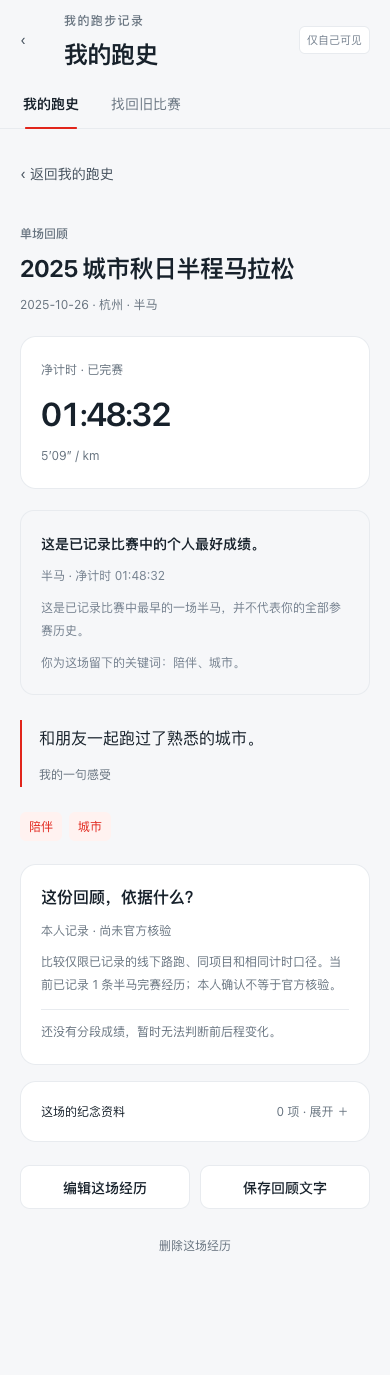 我的跑步记录
‹
我的跑史
仅自己可见
我的跑史
找回旧比赛
‹ 返回我的跑史
单场回顾
2025 城市秋日半程马拉松
2025-10-26 · 杭州 · 半马
净计时 · 已完赛
01:48:32
5′09″ / km
这是已记录比赛中的个人最好成绩。
半马 · 净计时 01:48:32
这是已记录比赛中最早的一场半马，并不代表你的全部参
赛历史。
你为这场留下的关键词：陪伴、城市。
和朋友一起跑过了熟悉的城市。
我的一句感受
陪伴
城市
这份回顾，依据什么？
本人记录 · 尚未官方核验
比较仅限已记录的线下路跑、同项目和相同计时口径。当
前已记录 1 条半马完赛经历；本人确认不等于官方核验。
还没有分段成绩，暂时无法判断前后程变化。
这场的纪念资料
0 项 · 展开 ＋
编辑这场经历
保存回顾文字
删除这场经历